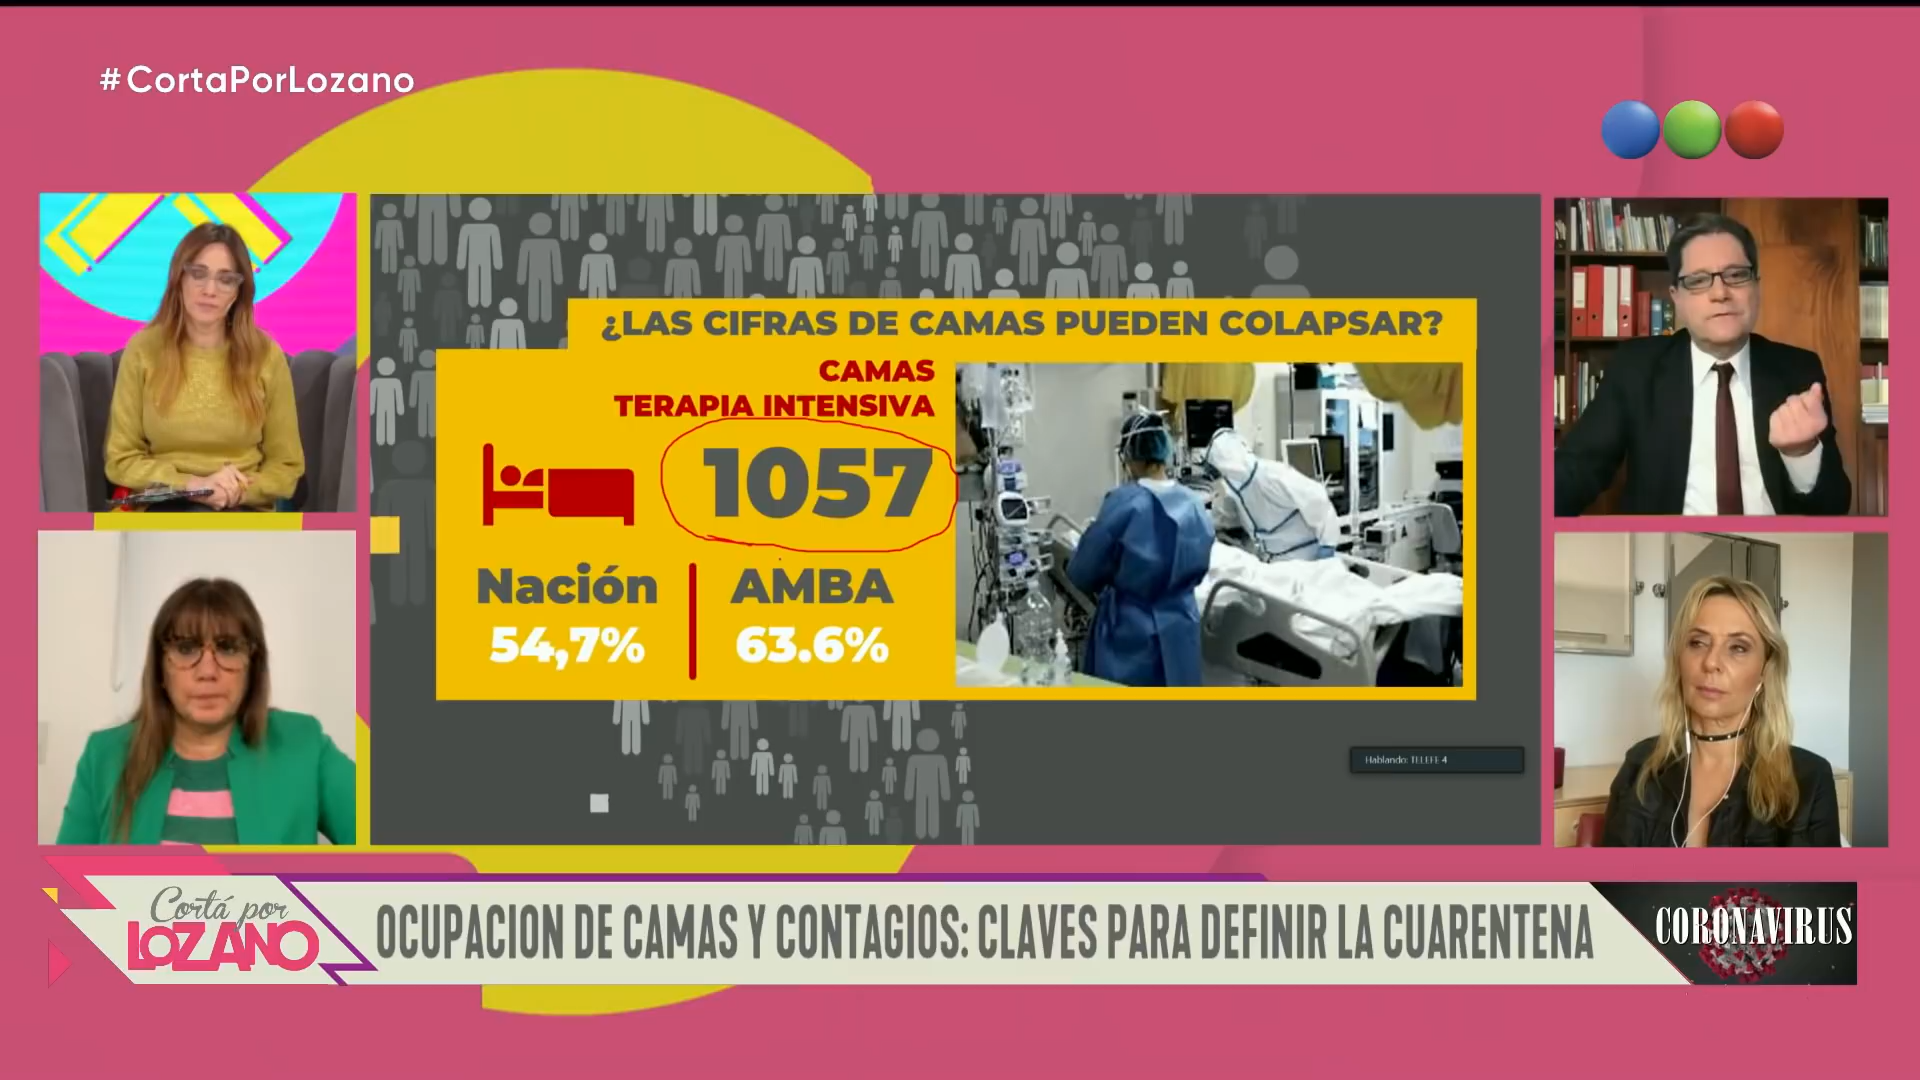 #CortaPorLozano
¿LAS CIFRAS DE CAMAS PUEDEN COLAPSAR?
CAMAS
TERAPIA INTENSIVA
1057
Nación
AMBA
54,7%
63.6%
Hablando: TELEFE 4
Cortá por
LOZANO
OCUPACION DE CAMAS Y CONTAGIOS: CLAVES PARA DEFINIR LA CUARENTENA
CORONAVIRUS